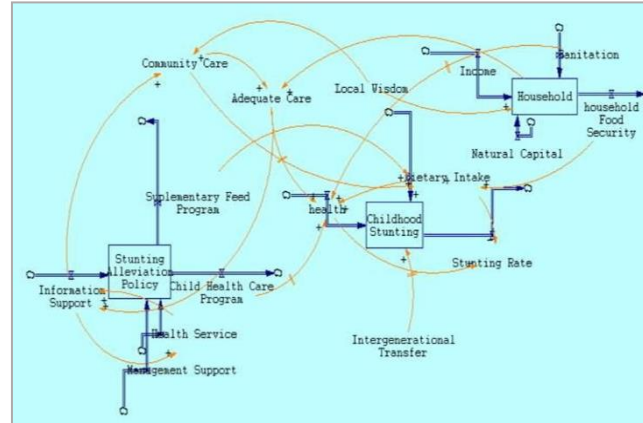 Sanitation
Community Care
Income
Local Wisdom
Household
Adequate Care
household
Food
Security
Natural Capital
Dietary Intake
Suplementary Feed
Program
health
Childhood
Stunting
Stunting
Alleviation
Policy
Stunting Rate
Information
Support
Child Health Care
Program
Health Service
Intergenerational
Transfer
Management Support